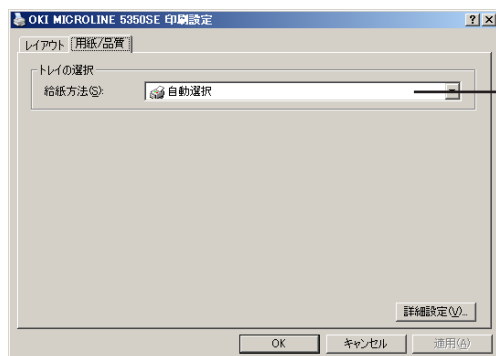 OKI MICROLINE 5350SE 印刷設定
レイアウト 用紙/品質
トレイの選択
給紙方法(S): 自動選択
詳細設定(V)...
OK キャンセル 適用(A)